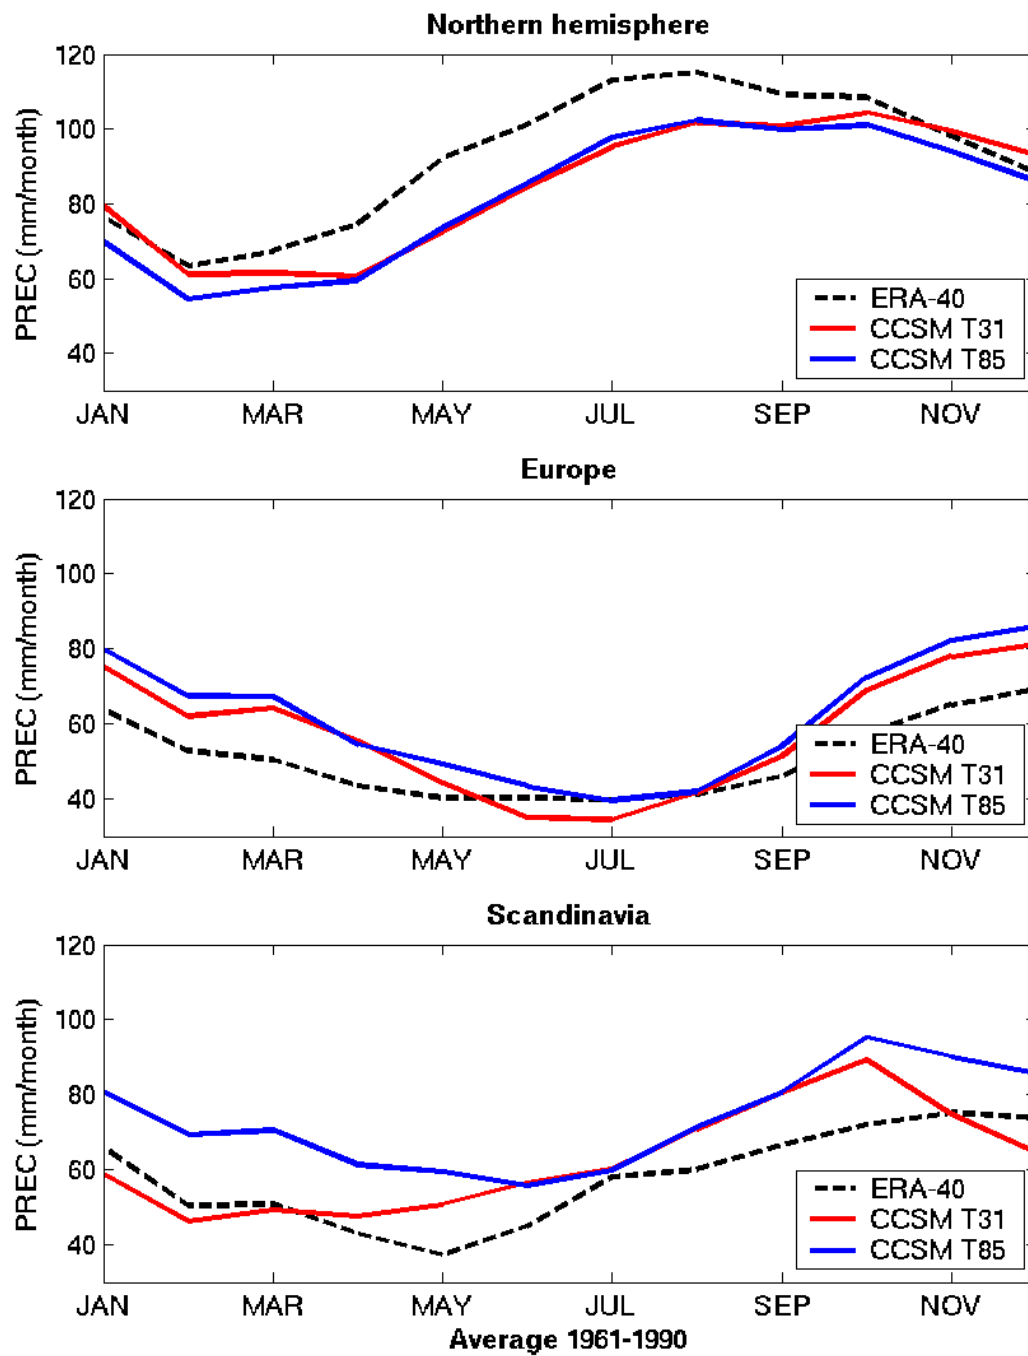 Northern hemisphere
PREC (mm/month)
120
100
80
60
40
JAN MAR MAY JUL SEP NOV
ERA-40
CCSM T31
CCSM T85
Europe
PREC (mm/month)
120
100
80
60
40
JAN MAR MAY JUL SEP NOV
ERA-40
CCSM T31
CCSM T85
Scandinavia
PREC (mm/month)
120
100
80
60
40
JAN MAR MAY JUL SEP NOV
ERA-40
CCSM T31
CCSM T85
Average 1961-1990